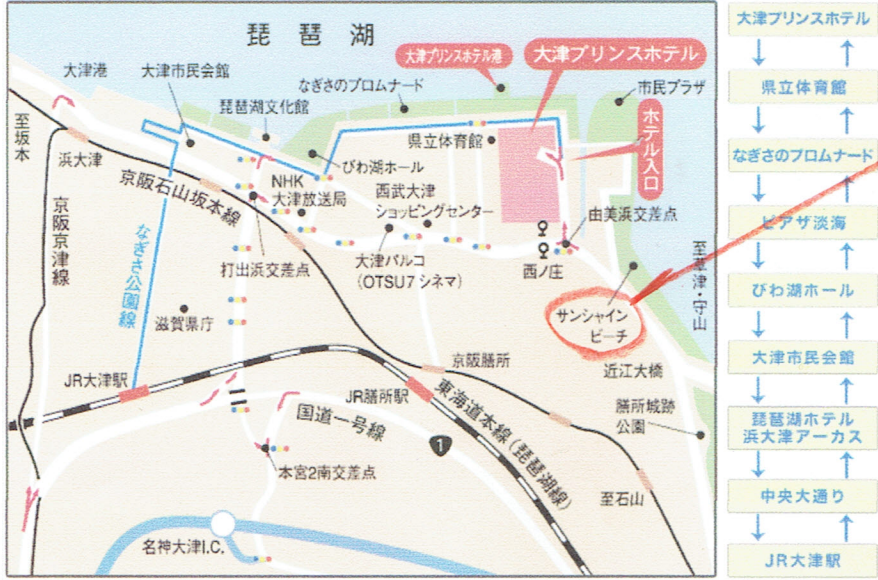 琵琶湖
大津港
大津市民会館
琵琶湖文化館
なぎさのプロムナード
大津プリンスホテル港
大津プリンスホテル
市民プラザ
県立体育館
ホテル入口
至坂本
浜大津
びわ湖ホール
京阪石山坂本線
NHK
大津放送局
西武大津
ショッピングセンター
由美浜交差点
京阪京津線
なぎさ公園線
打出浜交差点
大津パルコ
(OTSU7シネマ)
西ノ庄
至草津・守山
滋賀県庁
サンシャイン
ビーチ
JR大津駅
京阪膳所
近江大橋
JR膳所駅
東海道本線(琵琶湖線)
膳所城跡
公園
国道一号線
1
本宮2南交差点
至石山
名神大津I.C.
大津プリンスホテル
県立体育館
なぎさのプロムナード
ピアザ淡海
びわ湖ホール
大津市民会館
琵琶湖ホテル
浜大津アーカス
中央大通り
JR大津駅